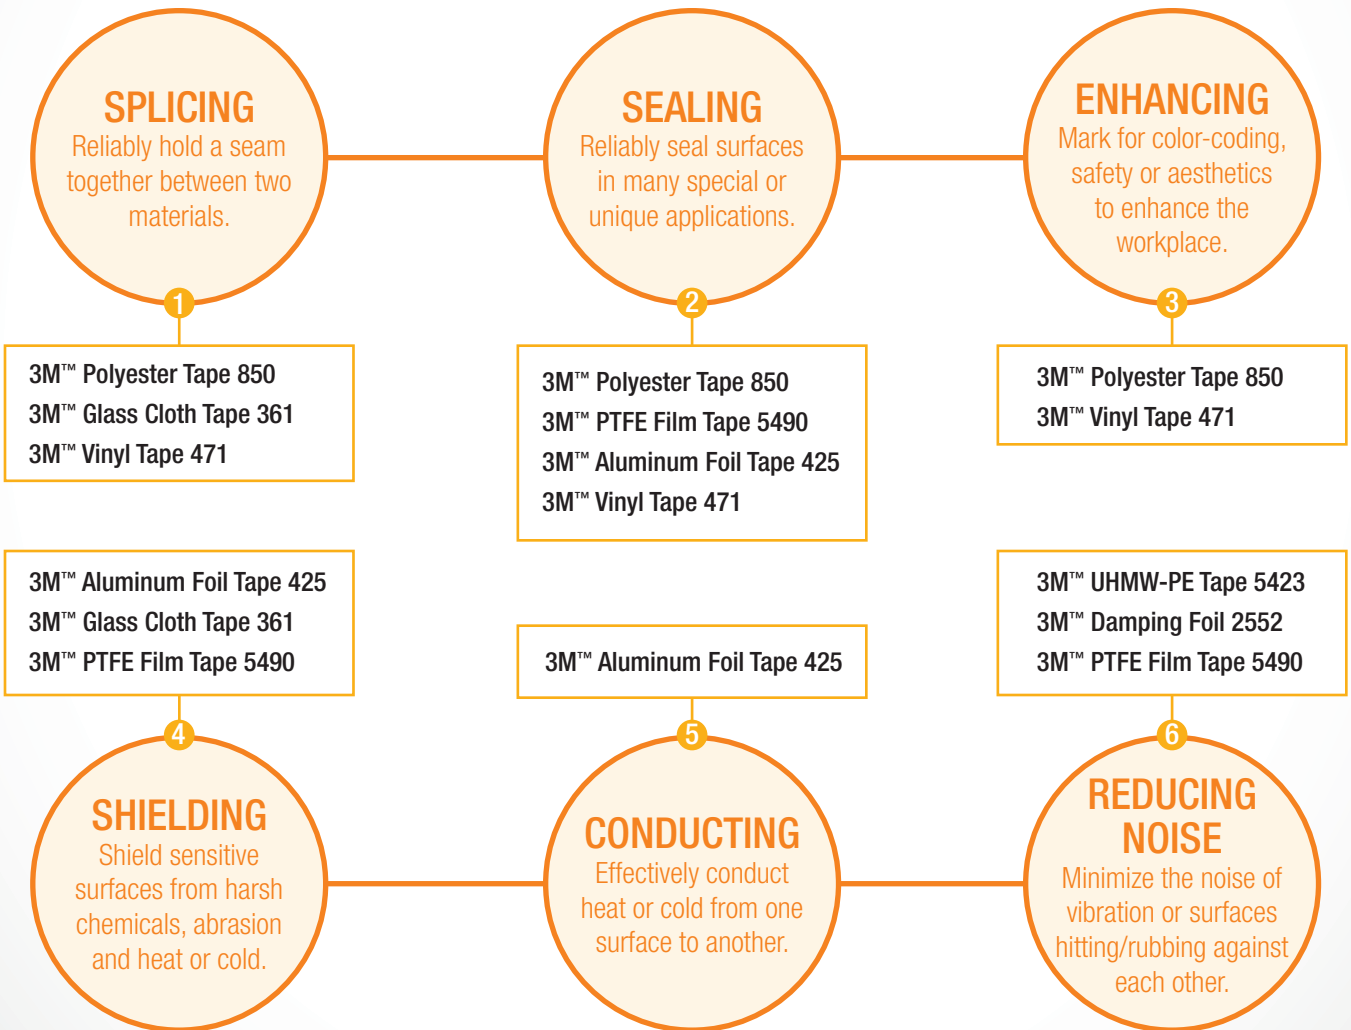 SPLICING
Reliably hold a seam
together between two
materials.
1
3M™ Polyester Tape 850
3M™ Glass Cloth Tape 361
3M™ Vinyl Tape 471
SEALING
Reliably seal surfaces
in many special or
unique applications.
2
3M™ Polyester Tape 850
3M™ PTFE Film Tape 5490
3M™ Aluminum Foil Tape 425
3M™ Vinyl Tape 471
ENHANCING
Mark for color-coding,
safety or aesthetics
to enhance the
workplace.
3
3M™ Polyester Tape 850
3M™ Vinyl Tape 471
3M™ Aluminum Foil Tape 425
3M™ Glass Cloth Tape 361
3M™ PTFE Film Tape 5490
4
SHIELDING
Shield sensitive
surfaces from harsh
chemicals, abrasion
and heat or cold.
3M™ Aluminum Foil Tape 425
5
CONDUCTING
Effectively conduct
heat or cold from one
surface to another.
3M™ UHMW-PE Tape 5423
3M™ Damping Foil 2552
3M™ PTFE Film Tape 5490
6
REDUCING
NOISE
Minimize the noise of
vibration or surfaces
hitting/rubbing against
each other.